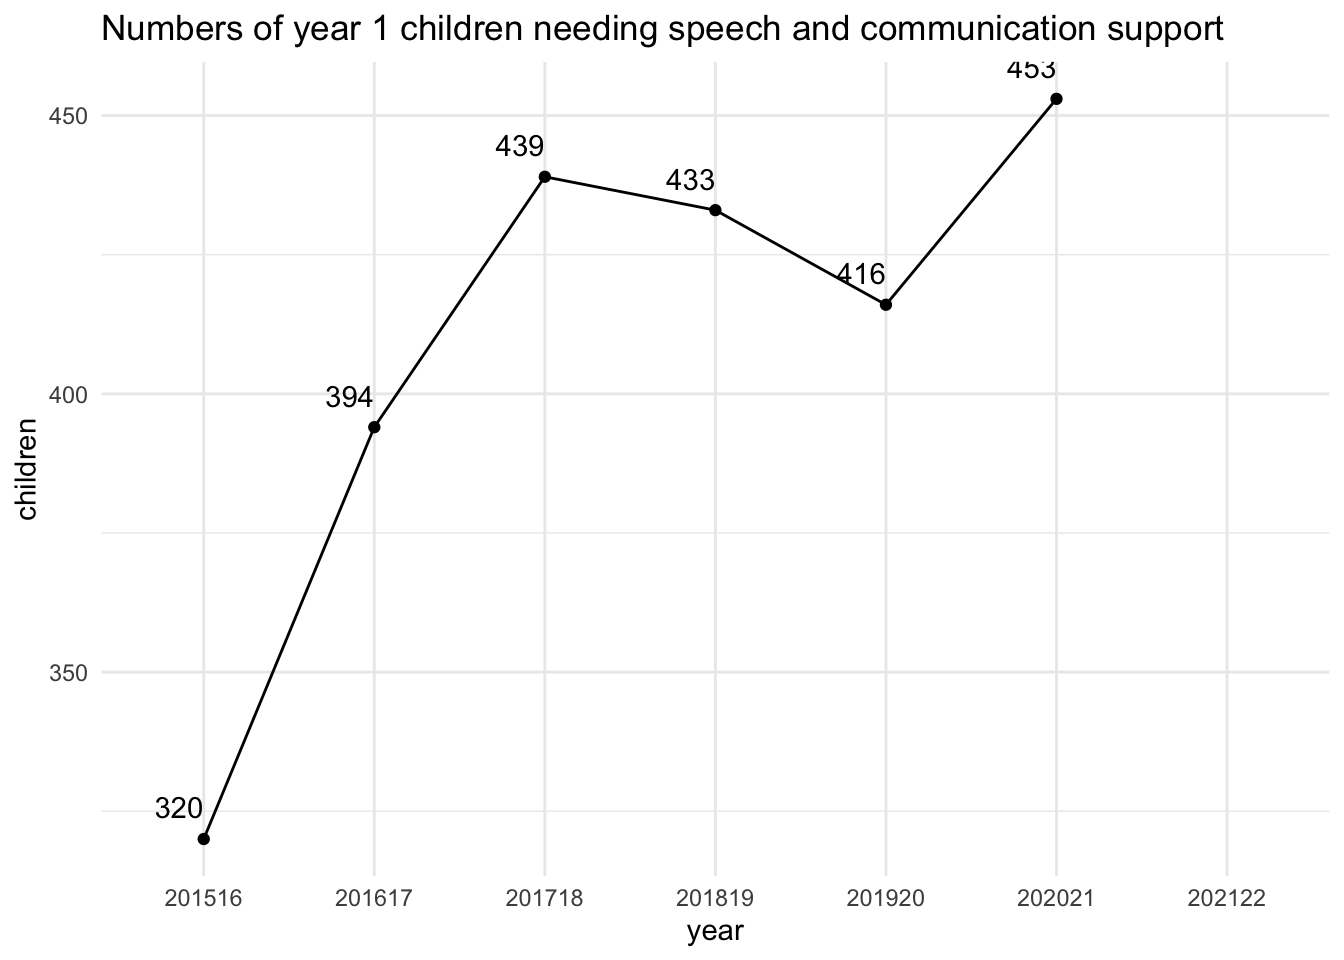 Numbers of year 1 children needing speech and communication support
453
450
439
433
416
400
394
children
350
320
201516 201617 201718 201819 201920 202021 202122
year